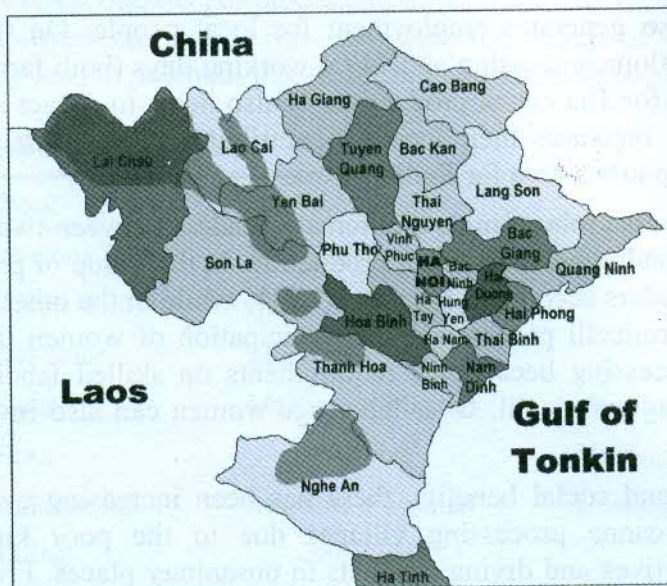 China
Ha Giang
Cao Bang
Lai Chau
Lao Cai
Tuyen
Quang
Bac Kan
Lang Son
Yen Bai
Thai
Nguyen
Son La
Phu Tho
Vinh
Phuc
HA
NOI
Bac
Ninh
Bac
Giang
Quang Ninh
Hai
Duong
Hai Phong
Hoa Binh
Ha
Tay
Hung
Yen
Thai Binh
Ha Nam
Thanh Hoa
Ninh
Binh
Nam
Dinh
Laos
Gulf of
Tonkin
Nghe An
Ha Tinh